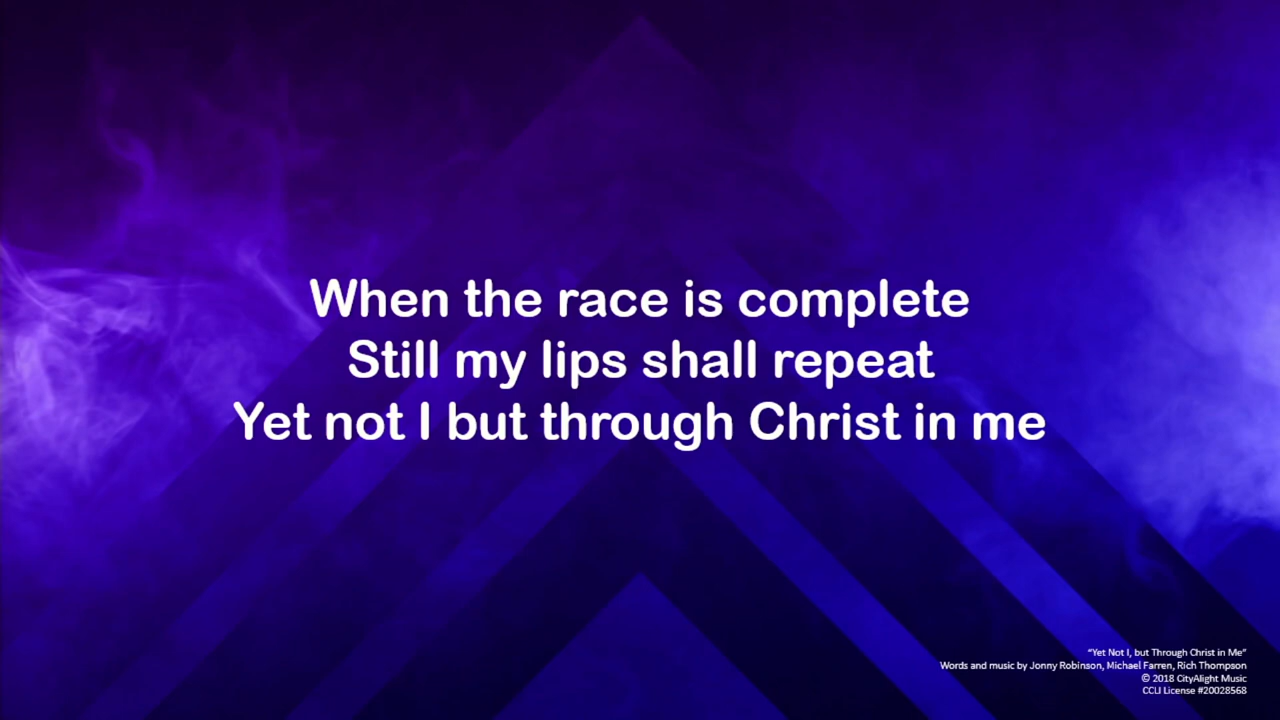 When the race is complete
Still my lips shall repeat
Yet not I but through Christ in me
“Yet Not I, but Through Christ in Me”
Words and music by Jonny Robinson, Michael Farren, Rich Thompson
© 2018 CityAlight Music
CCLI License #20028568